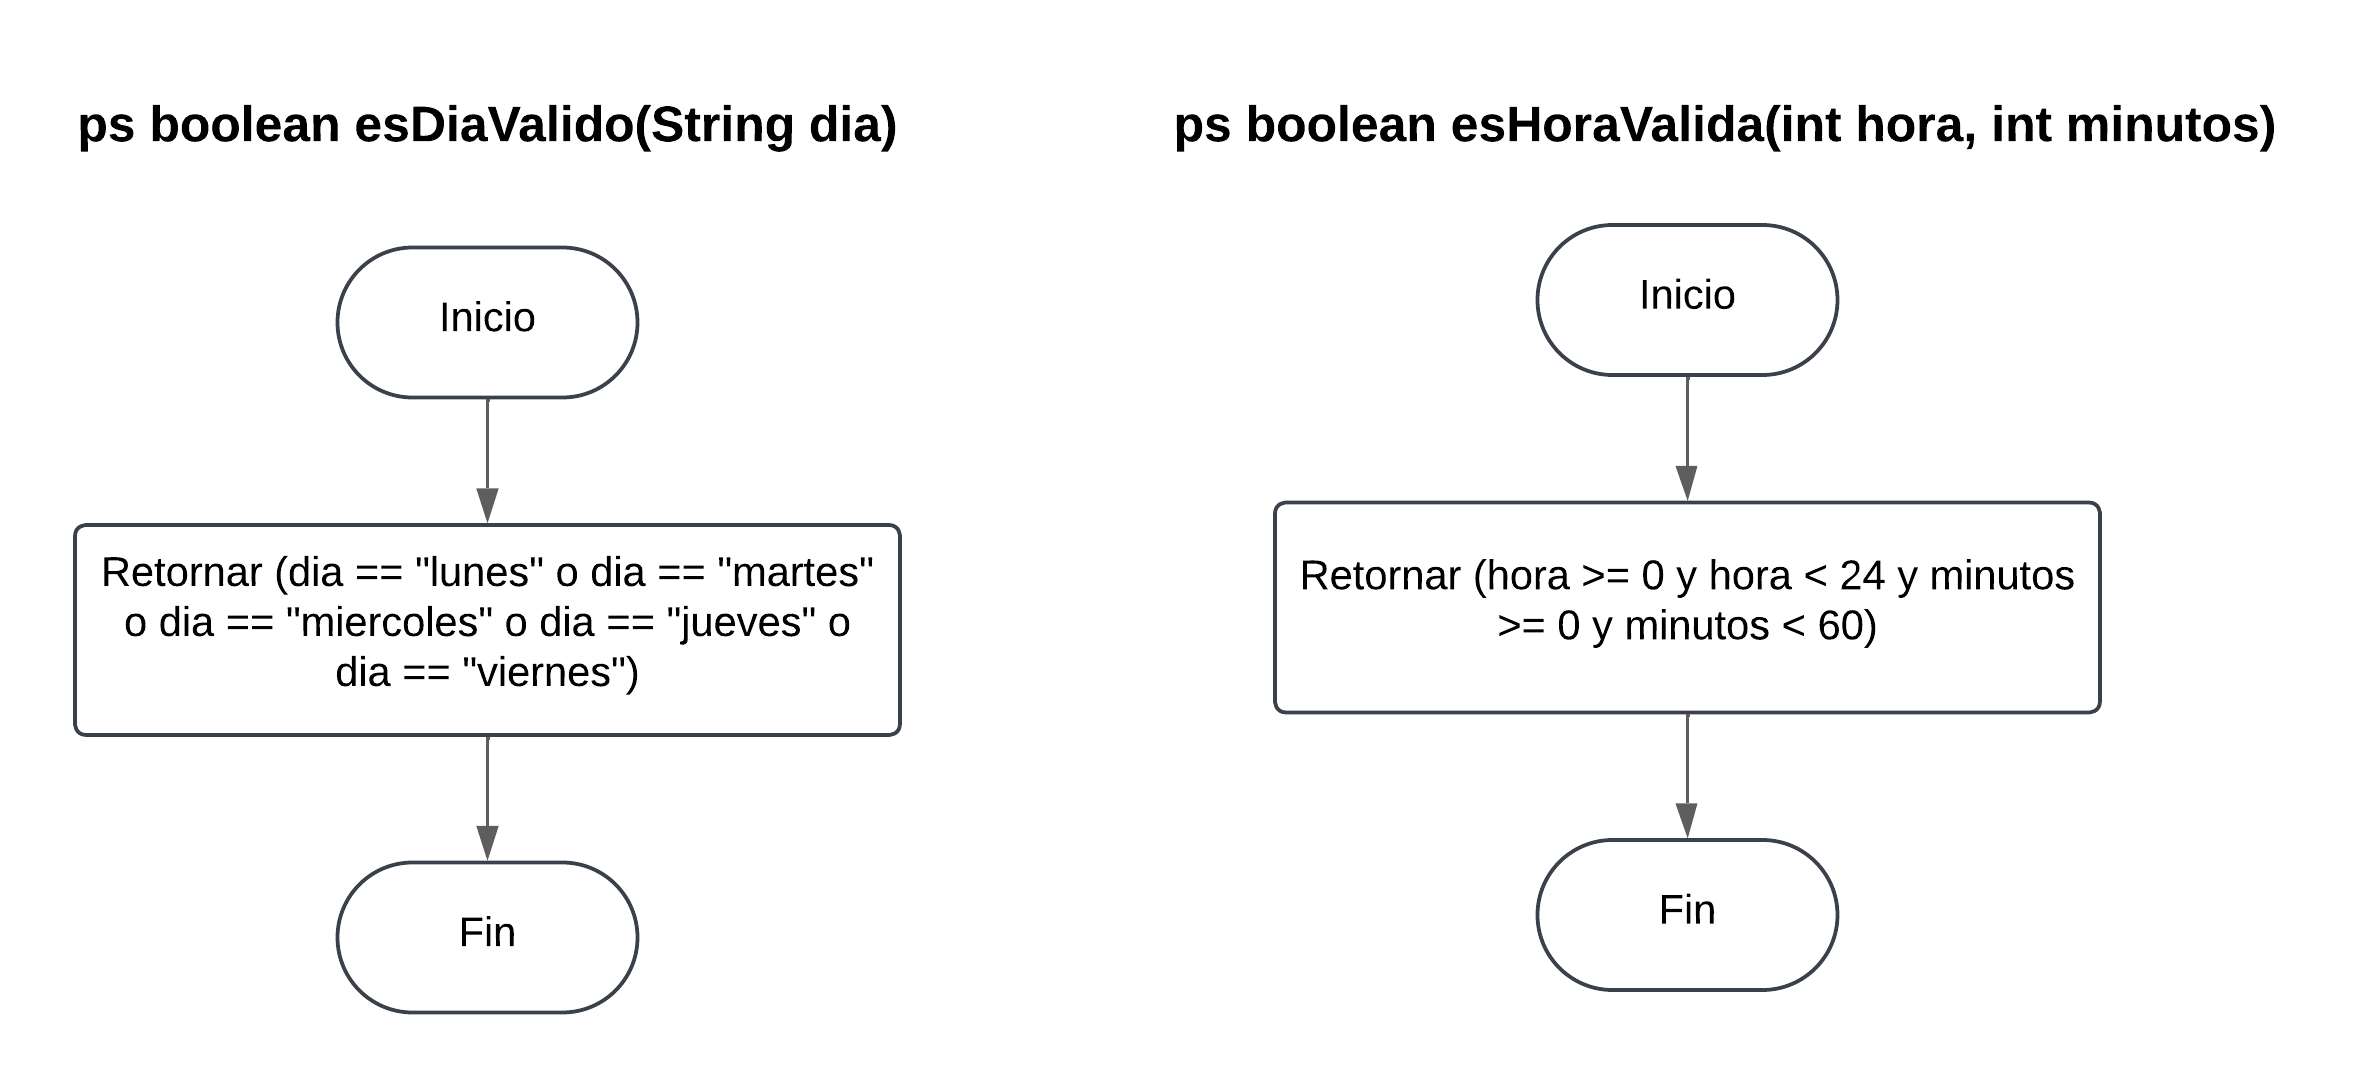 ps boolean esDiaValido(String dia)
Inicio
Retornar (dia == "lunes" o dia == "martes"
o dia == "miercoles" o dia == "jueves" o
dia == "viernes")
Fin
ps boolean esHoraValida(int hora, int minutos)
Inicio
Retornar (hora >= 0 y hora < 24 y minutos
>= 0 y minutos < 60)
Fin